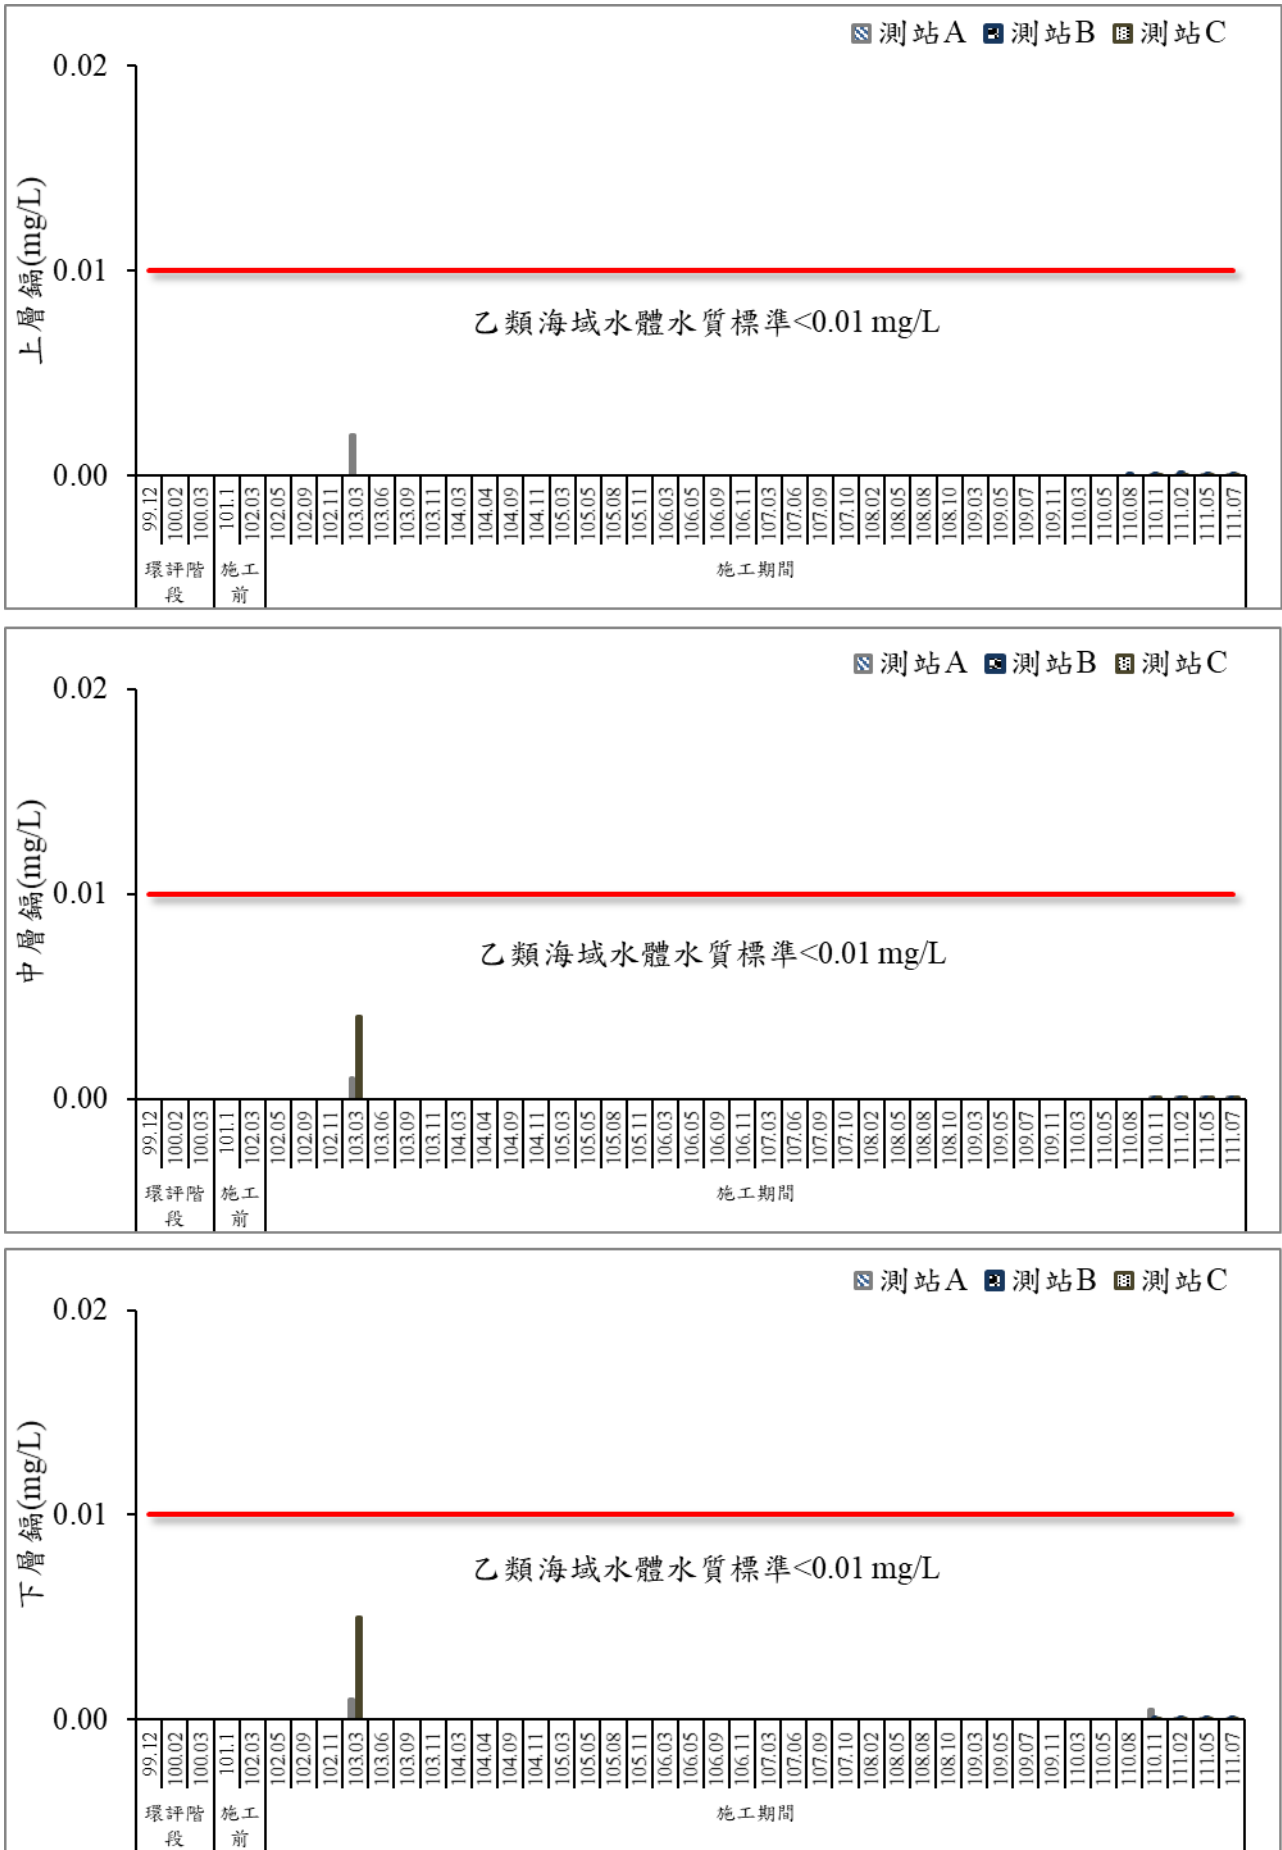 測站A 測站B 測站C
0.02
上層鎘(mg/L)
0.01
乙類海域水體水質標準<0.01 mg/L
0.00
99.12 100.02 100.03 101.1 102.03 102.05 102.09 102.11 103.03 103.06 103.09 103.11 104.03 104.04 104.09 104.11 105.03 105.05 105.08 105.11 106.03 106.05 106.09 106.11 107.03 107.06 107.09 107.10 108.02 108.05 108.08 108.10 109.03 109.05 109.07 109.11 110.03 110.05 110.08 110.11 111.02 111.05 111.07
環評階段 施工前 施工期間
測站A 測站B 測站C
0.02
中層鎘(mg/L)
0.01
乙類海域水體水質標準<0.01 mg/L
0.00
99.12 100.02 100.03 101.1 102.03 102.05 102.09 102.11 103.03 103.06 103.09 103.11 104.03 104.04 104.09 104.11 105.03 105.05 105.08 105.11 106.03 106.05 106.09 106.11 107.03 107.06 107.09 107.10 108.02 108.05 108.08 108.10 109.03 109.05 109.07 109.11 110.03 110.05 110.08 110.11 111.02 111.05 111.07
環評階段 施工前 施工期間
測站A 測站B 測站C
0.02
下層鎘(mg/L)
0.01
乙類海域水體水質標準<0.01 mg/L
0.00
99.12 100.02 100.03 101.1 102.03 102.05 102.09 102.11 103.03 103.06 103.09 103.11 104.03 104.04 104.09 104.11 105.03 105.05 105.08 105.11 106.03 106.05 106.09 106.11 107.03 107.06 107.09 107.10 108.02 108.05 108.08 108.10 109.03 109.05 109.07 109.11 110.03 110.05 110.08 110.11 111.02 111.05 111.07
環評階段 施工前 施工期間